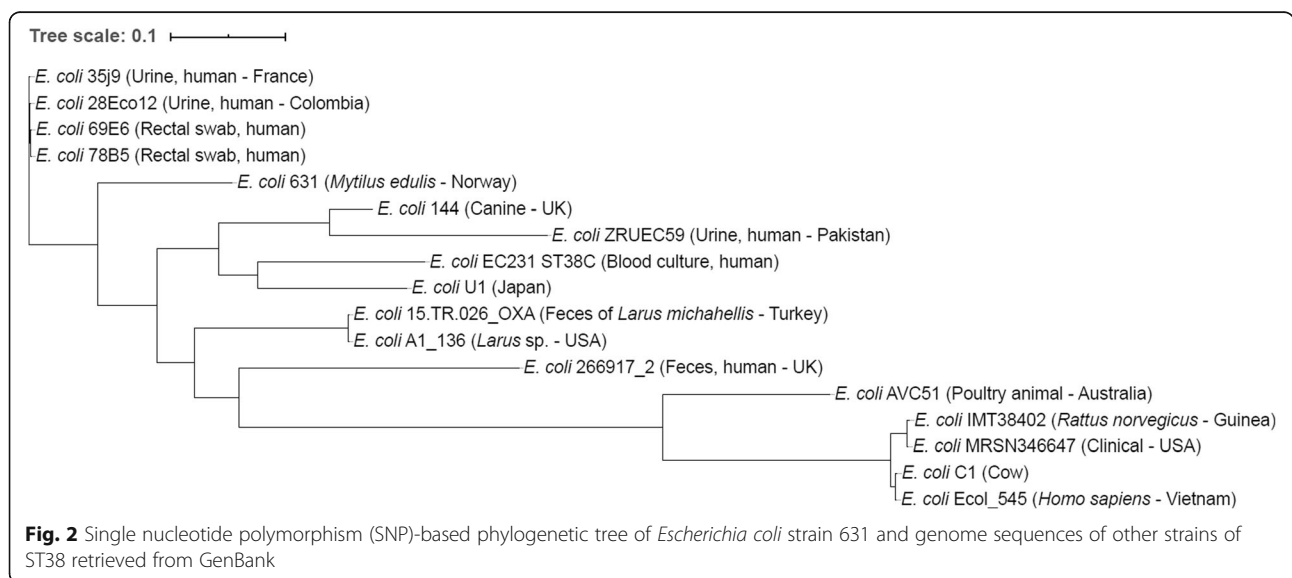 Tree scale: 0.1
E. coli 35j9 (Urine, human - France)
E. coli 28Eco12 (Urine, human - Colombia)
E. coli 69E6 (Rectal swab, human)
E. coli 78B5 (Rectal swab, human)
E. coli 631 (Mytilus edulis - Norway)
E. coli 144 (Canine - UK)
E. coli ZRUEC59 (Urine, human - Pakistan)
E. coli EC231 ST38C (Blood culture, human)
E. coli U1 (Japan)
E. coli 15.TR.026_OXA (Feces of Larus michahellis - Turkey)
E. coli A1_136 (Larus sp. - USA)
E. coli 266917_2 (Feces, human - UK)
E. coli AVC51 (Poultry animal - Australia)
E. coli IMT38402 (Rattus norvegicus - Guinea)
E. coli MRSN346647 (Clinical - USA)
E. coli C1 (Cow)
E. coli Ecol_545 (Homo sapiens - Vietnam)
Fig. 2 Single nucleotide polymorphism (SNP)-based phylogenetic tree of Escherichia coli strain 631 and genome sequences of other strains of
ST38 retrieved from GenBank